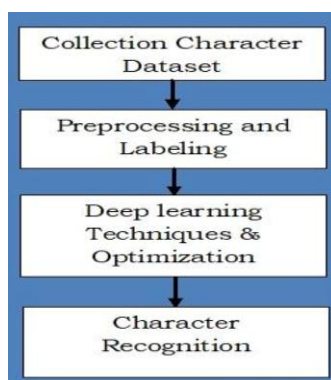 Collection Character
Dataset
Preprocessing and
Labeling
Deep learning
Techniques &
Optimization
Character
Recognition